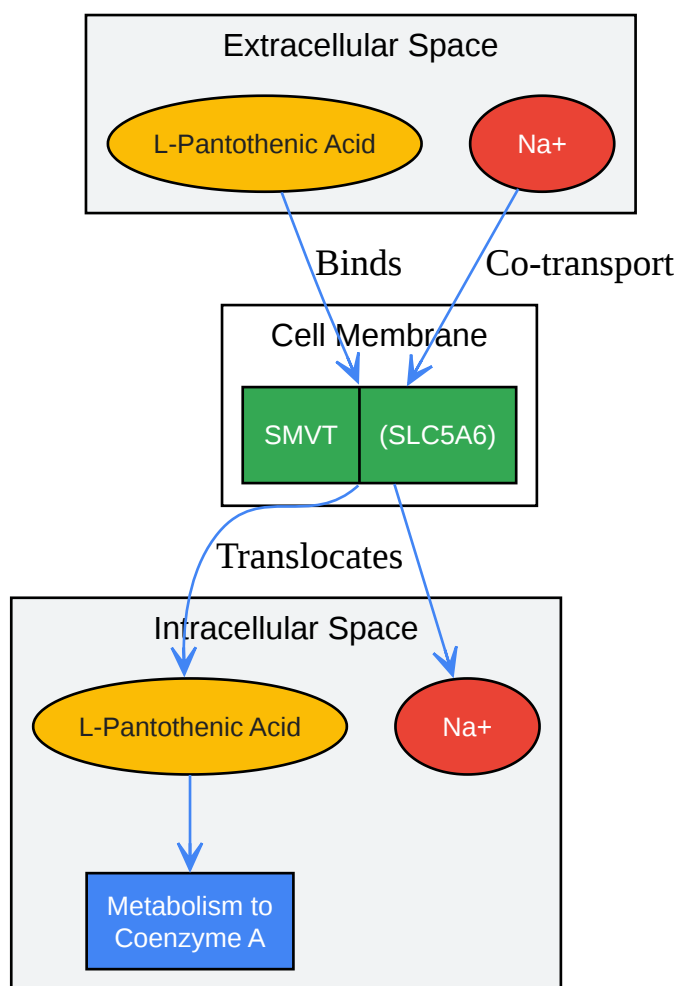 Extracellular Space
L-Pantothenic Acid
Na+
Binds
Co-transport
Cell Membrane
SMVT
(SLC5A6)
Translocates
Intracellular Space
L-Pantothenic Acid
Na+
Metabolism to
Coenzyme A